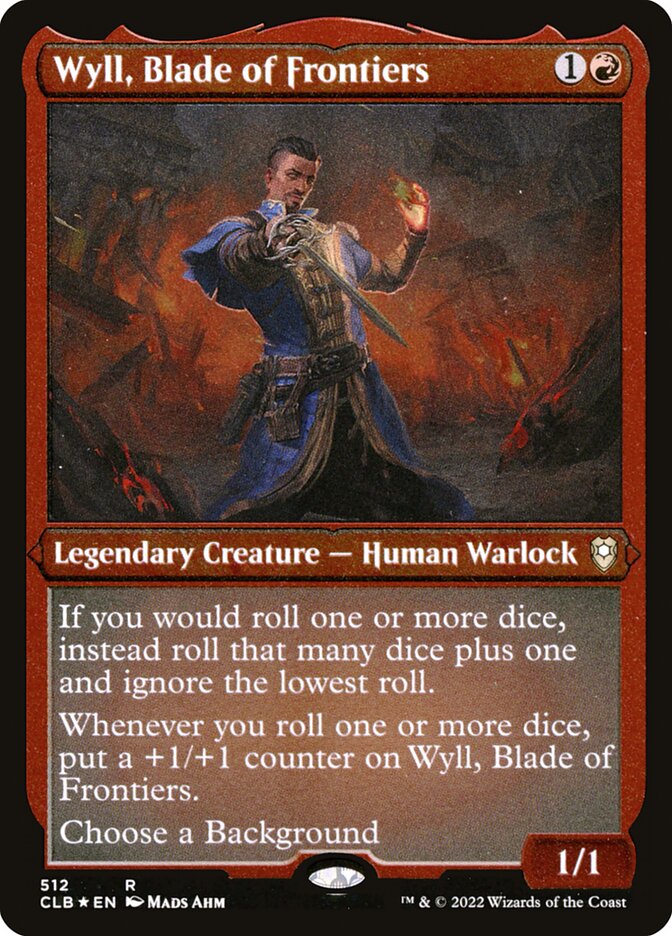 Wyll, Blade of Frontiers 1
Legendary Creature — Human Warlock
If you would roll one or more dice,
instead roll that many dice plus one
and ignore the lowest roll.
Whenever you roll one or more dice,
put a +1/+1 counter on Wyll, Blade of
Frontiers.
Choose a Background
1/1
512 R
CLB★EN Mads Ahm ™ & © 2022 Wizards of the Coast